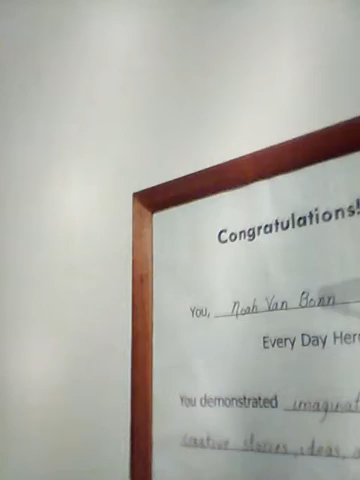 Congratulations!
You, Noah Van Bonn
Every Day Her
You demonstrated imaginat
creative stories, ideas, a